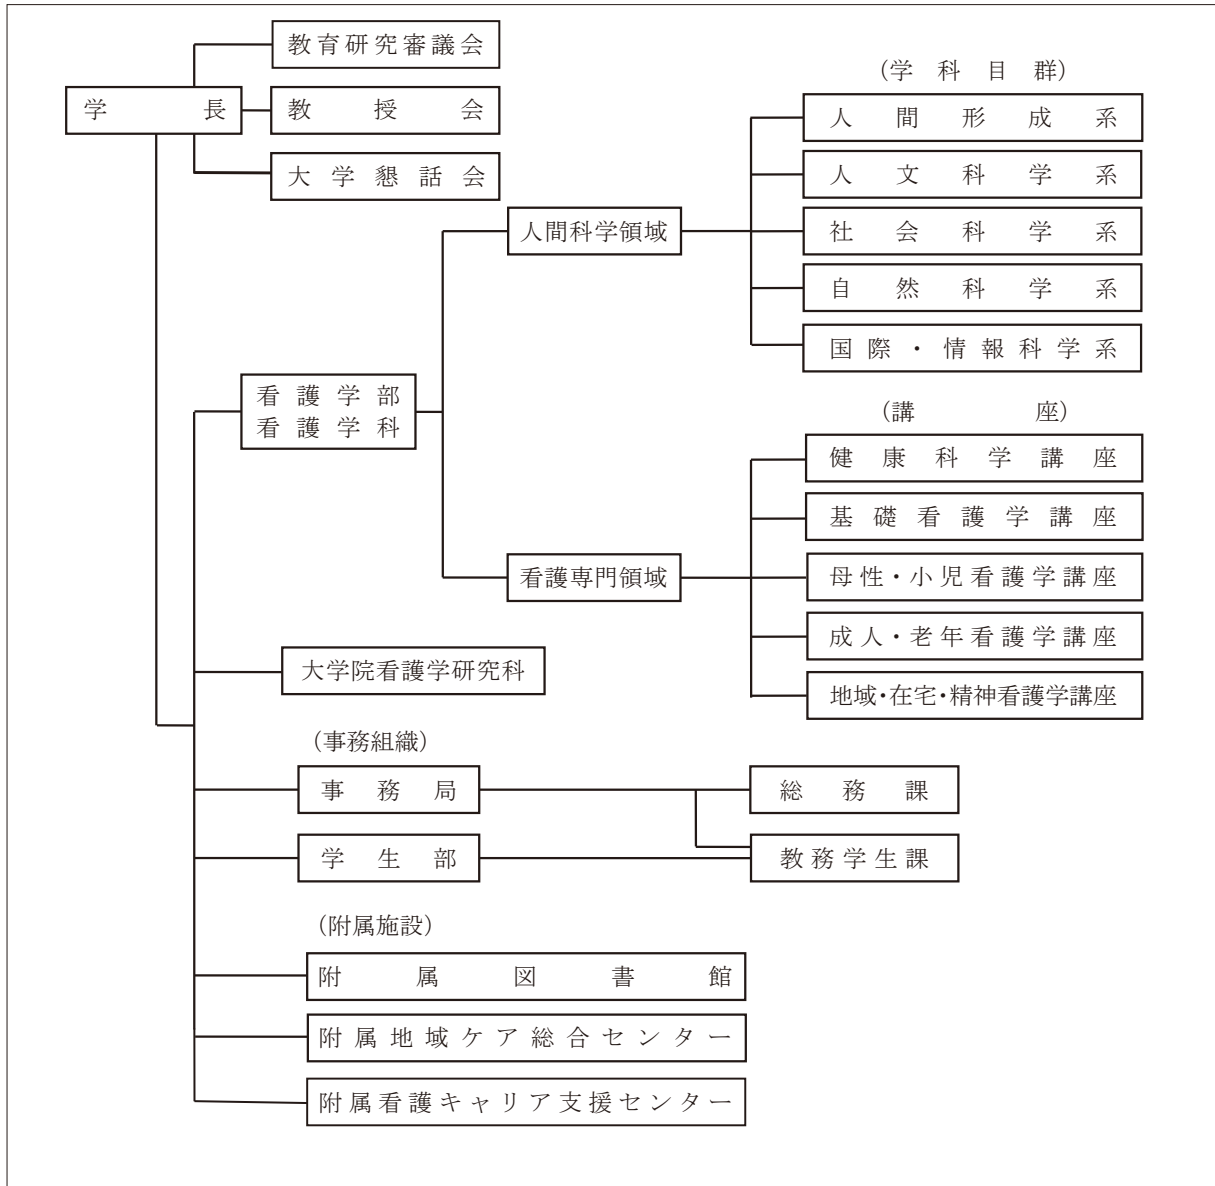 教育研究審議会
学長
教授会
大学懇話会
(学科目群)
人間形成系
人文科学系
人間科学領域
社会科学系
自然科学系
国際・情報科学系
看護学部
看護学科
(講座)
健康科学講座
基礎看護学講座
看護専門領域
母性・小児看護学講座
成人・老年看護学講座
大学院看護学研究科
地域・在宅・精神看護学講座
(事務組織)
事務局
総務課
学生部
教務学生課
(附属施設)
附属図書館
附属地域ケア総合センター
附属看護キャリア支援センター